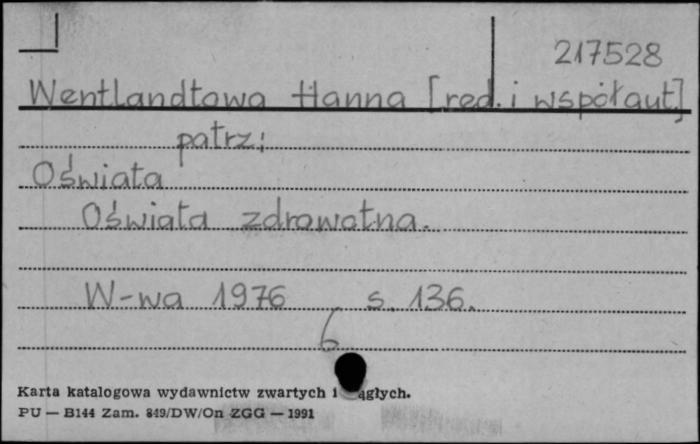 217528
Wentlandtowa Hanna [red. i współaut]
patrz:
Oświata
Oświata zdrowotna.
W-wa 1976 s. 136.
6
Karta katalogowa wydawnictw zwartych i ągłych.
PU — B144 Zam. 849/DW/On ZGG — 1991